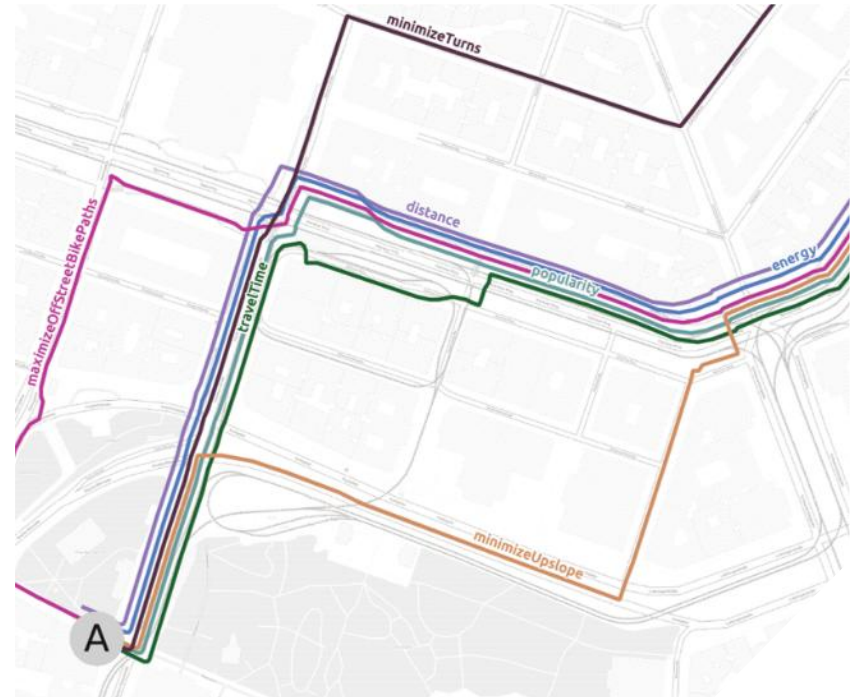 minimizeTurns
maximizeOffStreetBikePaths
distance
travelTime
popularity
energy
minimizeUpslope
A